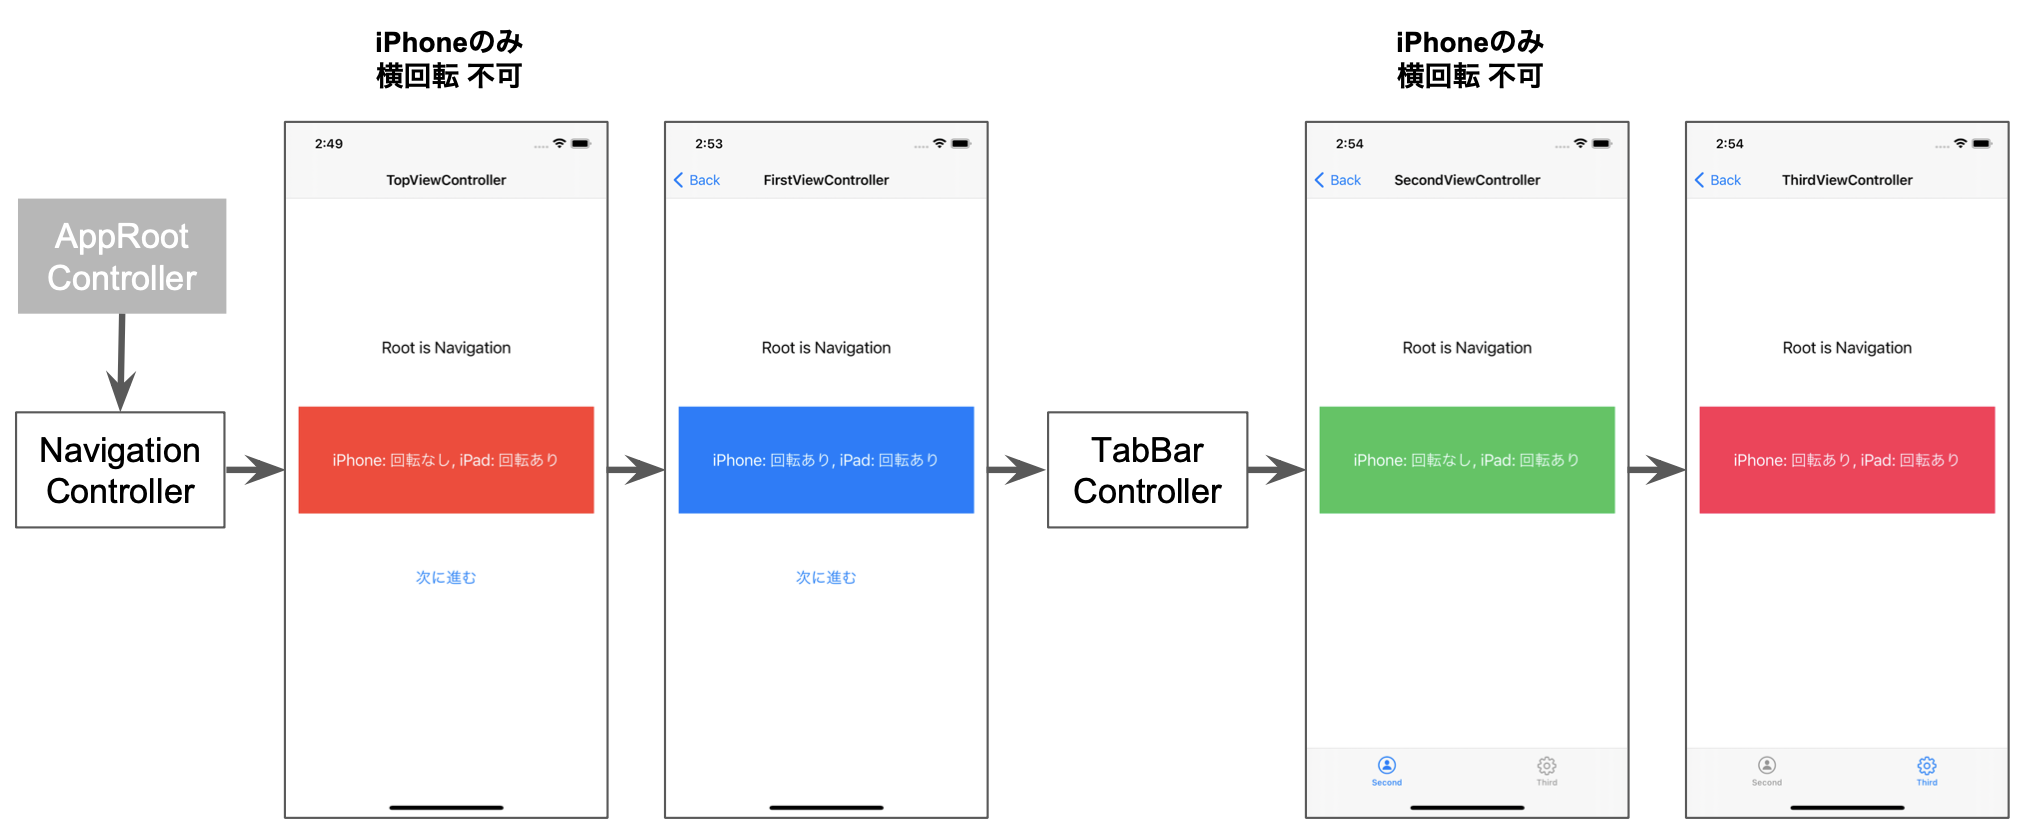 iPhoneのみ
横回転 不可
iPhoneのみ
横回転 不可
AppRoot
Controller
Navigation
Controller
2:49
TopViewController
Root is Navigation
iPhone: 回転なし, iPad: 回転あり
次に進む
2:53
Back
FirstViewController
Root is Navigation
iPhone: 回転あり, iPad: 回転あり
次に進む
TabBar
Controller
2:54
Back
SecondViewController
Root is Navigation
iPhone: 回転なし, iPad: 回転あり
Second
Third
2:54
Back
ThirdViewController
Root is Navigation
iPhone: 回転あり, iPad: 回転あり
Second
Third